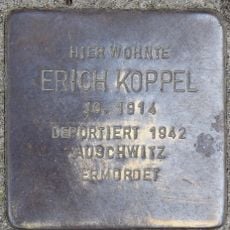 HIER WOHNTE
ERICH KOPPEL
JG. 1914
DEPORTIERT 1942
AUSCHWITZ
ERMORDET